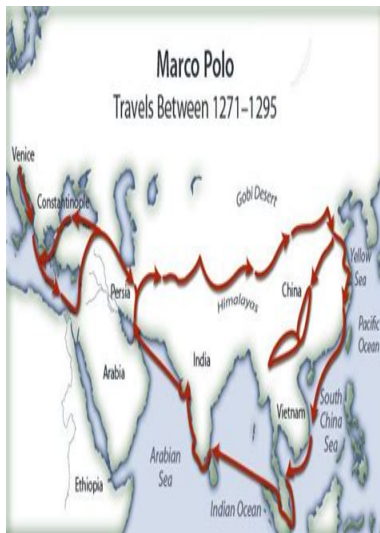 Marco Polo
Travels Between 1271–1295
Venice
Constantinople
Gobi Desert
Yellow
Sea
Persia
Himalayas
China
Pacific
Ocean
India
Arabia
Vietnam
South
China
Sea
Arabian
Sea
Ethiopia
Indian Ocean